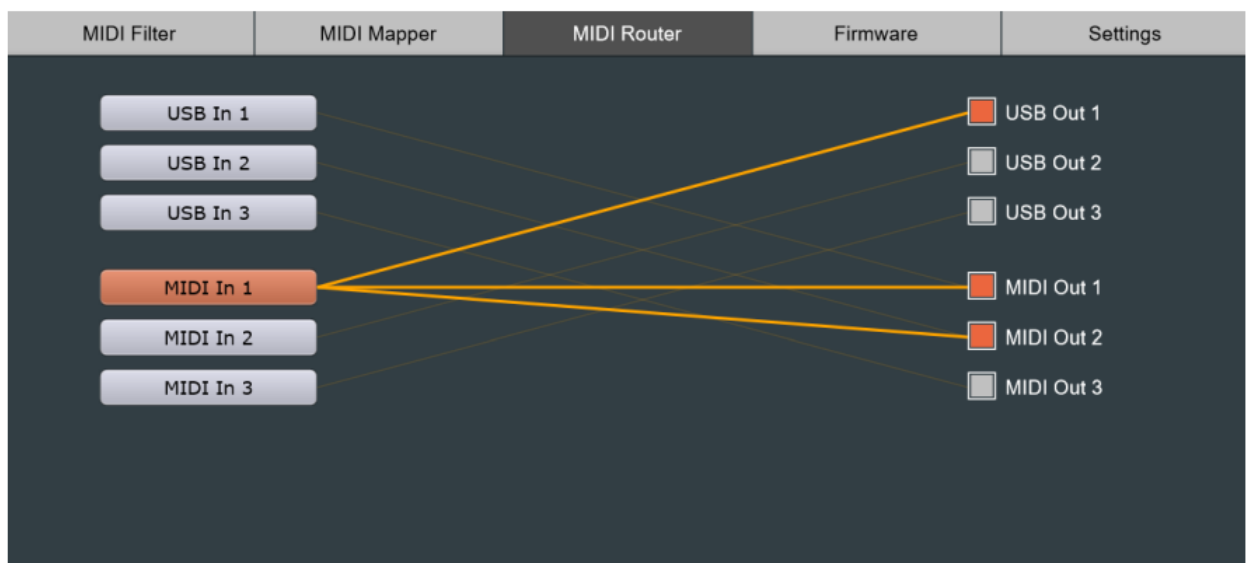 MIDI Filter MIDI Mapper MIDI Router Firmware Settings
USB In 1 USB Out 1
USB In 2 USB Out 2
USB In 3 USB Out 3
MIDI In 1 MIDI Out 1
MIDI In 2 MIDI Out 2
MIDI In 3 MIDI Out 3